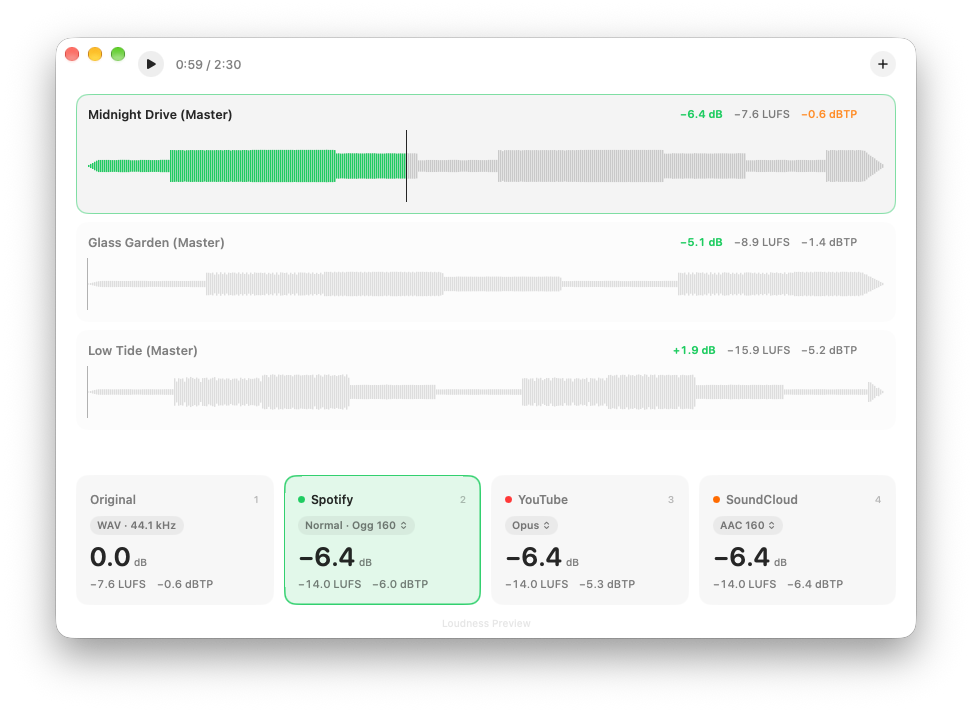 0:59 / 2:30
Midnight Drive (Master) −6.4 dB −7.6 LUFS −0.6 dBTP
Glass Garden (Master) −5.1 dB −8.9 LUFS −1.4 dBTP
Low Tide (Master) +1.9 dB −15.9 LUFS −5.2 dBTP
Original 1
WAV · 44.1 kHz
0.0 dB
−7.6 LUFS −0.6 dBTP
Spotify 2
Normal · Ogg 160
−6.4 dB
−14.0 LUFS −6.0 dBTP
YouTube 3
Opus
−6.4 dB
−14.0 LUFS −5.3 dBTP
SoundCloud 4
AAC 160
−6.4 dB
−14.0 LUFS −6.4 dBTP
Loudness Preview